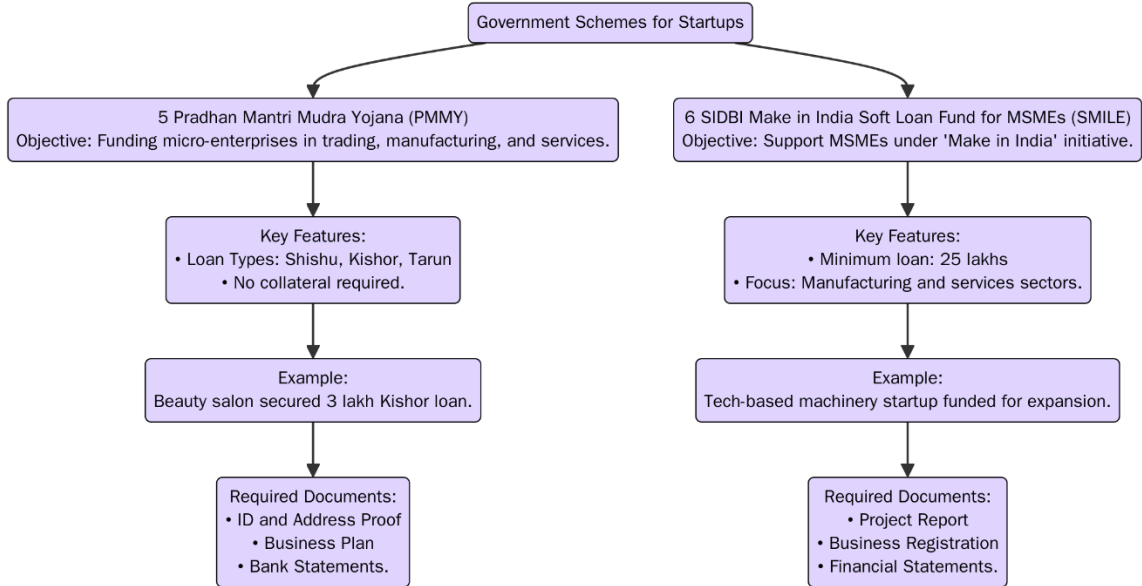 Government Schemes for Startups
5 Pradhan Mantri Mudra Yojana (PMMY)
Objective: Funding micro-enterprises in trading, manufacturing, and services.
Key Features:
• Loan Types: Shishu, Kishor, Tarun
• No collateral required.
Example:
Beauty salon secured 3 lakh Kishor loan.
Required Documents:
• ID and Address Proof
• Business Plan
• Bank Statements.
6 SIDBI Make in India Soft Loan Fund for MSMEs (SMILE)
Objective: Support MSMEs under 'Make in India' initiative.
Key Features:
• Minimum loan: 25 lakhs
• Focus: Manufacturing and services sectors.
Example:
Tech-based machinery startup funded for expansion.
Required Documents:
• Project Report
• Business Registration
• Financial Statements.